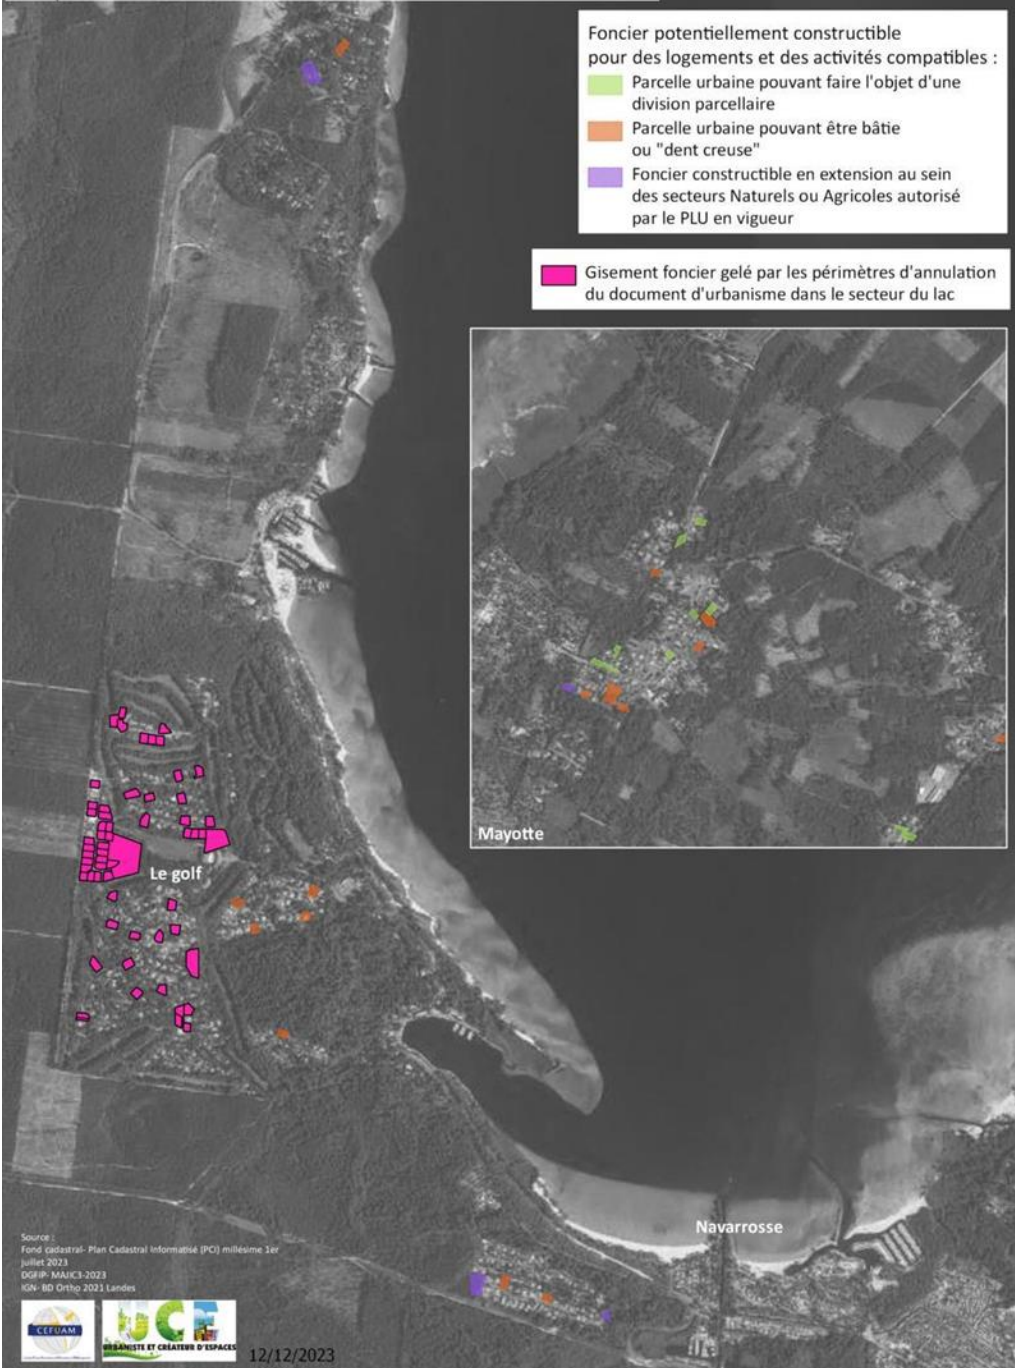 Foncier potentiellement constructible
pour des logements et des activités compatibles :
Parcelle urbaine pouvant faire l'objet d'une
division parcellaire
Parcelle urbaine pouvant être bâtie
ou "dent creuse"
Foncier constructible en extension au sein
des secteurs Naturels ou Agricoles autorisé
par le PLU en vigueur
Gisement foncier gelé par les périmètres d'annulation
du document d'urbanisme dans le secteur du lac
Mayotte
Le golf
Navarrosse
Source :
Fond cadastral- Plan Cadastral Informatisé (PCI) millésime 1er
juillet 2023
DGFIP- MAJIC3-2023
IGN- BD Ortho 2021 Landes
CEFUAM
UCE
URBANISTE ET CRÉATEUR D'ESPACES
12/12/2023